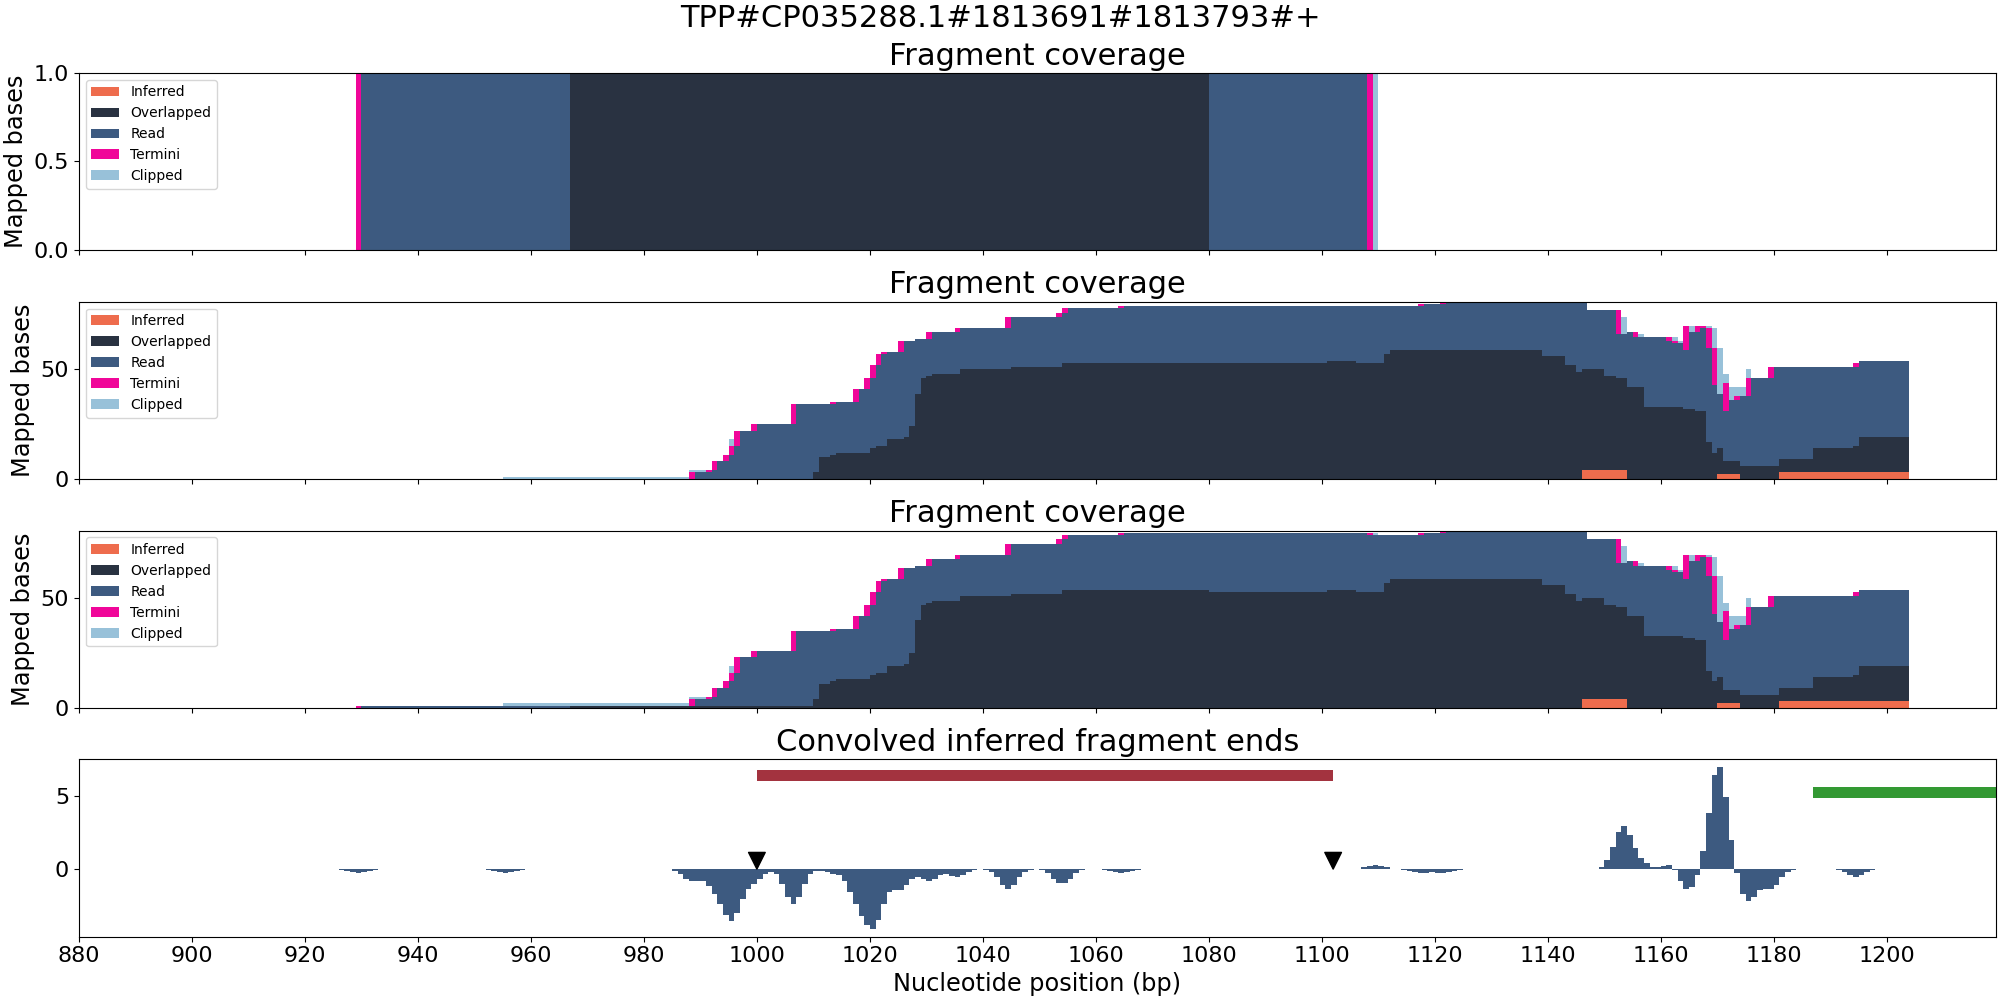 TPP#CP035288.1#1813691#1813793#+
Fragment coverage
Mapped bases
1.0
0.5
0.0
Inferred
Overlapped
Read
Termini
Clipped
Fragment coverage
Mapped bases
50
0
Inferred
Overlapped
Read
Termini
Clipped
Fragment coverage
Mapped bases
50
0
Inferred
Overlapped
Read
Termini
Clipped
Convolved inferred fragment ends
5
0
880 900 920 940 960 980 1000 1020 1040 1060 1080 1100 1120 1140 1160 1180 1200
Nucleotide position (bp)